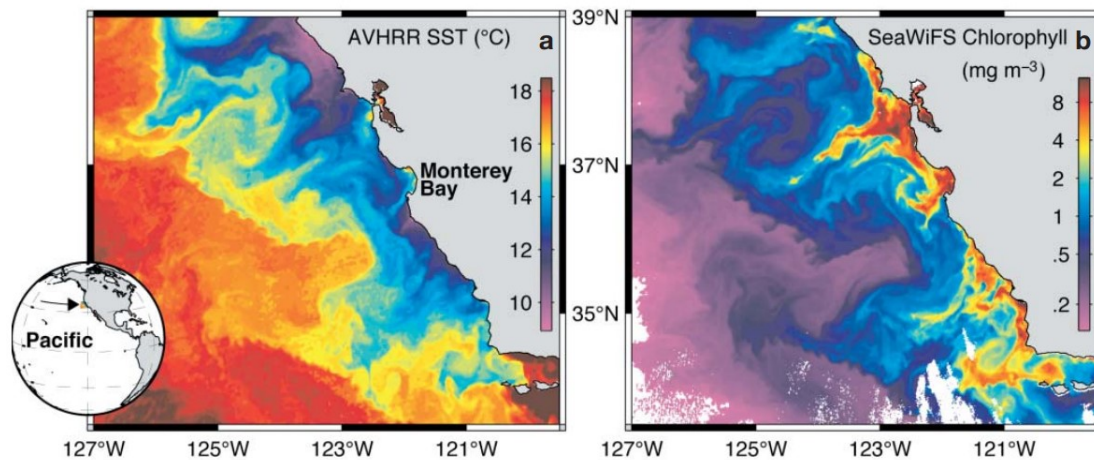 AVHRR SST (°C) a
18
16
14
12
10
Monterey
Bay
Pacific
127°W 125°W 123°W 121°W
39°N
37°N
35°N
SeaWiFS Chlorophyll b
(mg m⁻³)
8
4
2
1
.5
.2
127°W 125°W 123°W 121°W